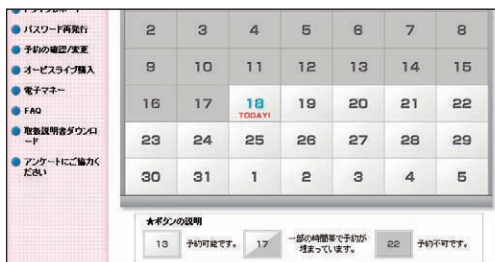 パスワード再発行
予約の確認/変更
オービスライブ購入
電子マネー
FAQ
取扱説明書ダウンロ
ード
アンケートにご協力く
ださい
2 3 4 5 6 7 8
9 10 11 12 13 14 15
16 17 18 19 20 21 22
TODAY!
23 24 25 26 27 28 29
30 31 1 2 3 4 5
★ボタンの説明
13 予約可能です。 17 一部の時間帯で予約が
埋まっています。 22 予約不可です。